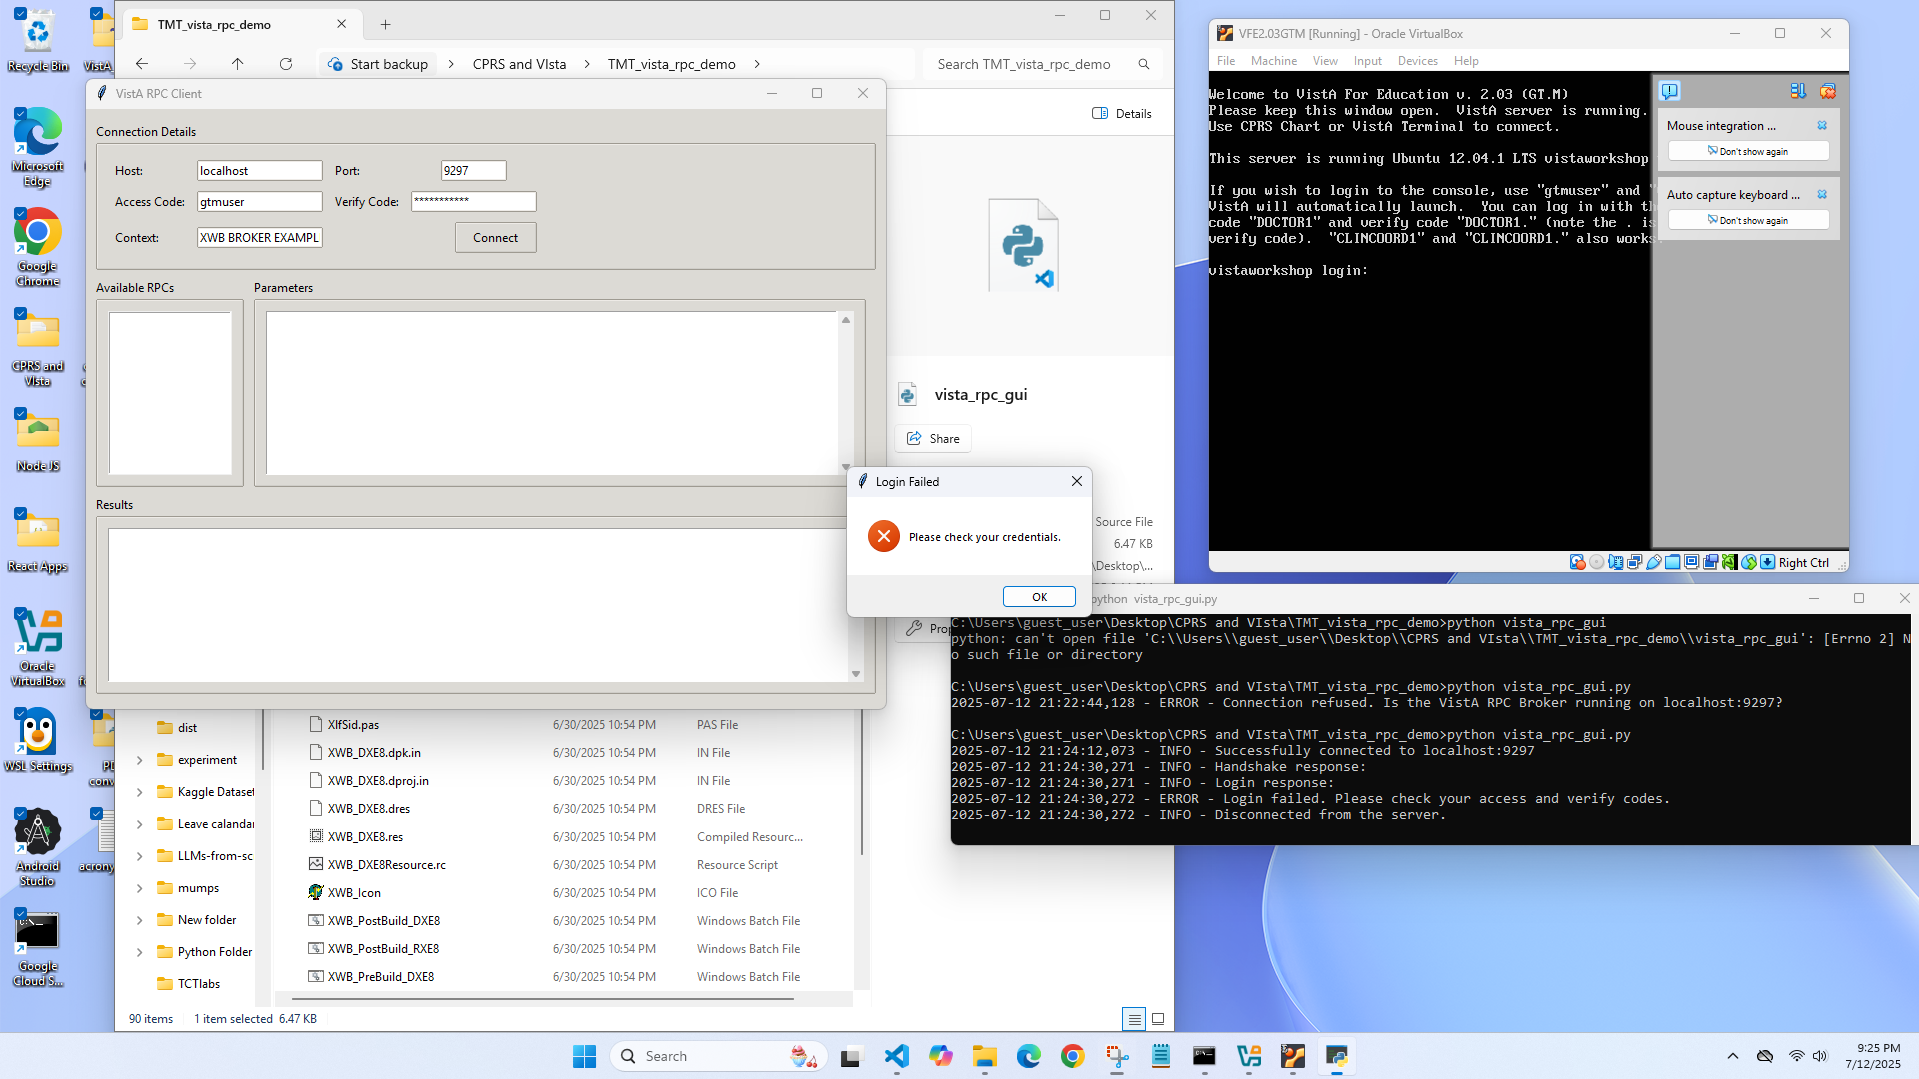 Recycle Bin
VistA
Microsoft Edge
Google Chrome
CPRS and VIsta
Node JS
React Apps
Oracle VirtualBox
WSL Settings
Android Studio
acrony
Google Cloud S...
TMT_vista_rpc_demo
Start backup
CPRS and VIsta
TMT_vista_rpc_demo
Search TMT_vista_rpc_demo
Details
VistA RPC Client
Connection Details
Host:
localhost
Port:
9297
Access Code:
gtmuser
Verify Code:
***********
Context:
XWB BROKER EXAMPL
Connect
Available RPCs
Parameters
Results
vista_rpc_gui
Share
Source File
6.47 KB
\Desktop\...
Prop
Login Failed
Please check your credentials.
OK
dist
experiment
Kaggle Dataset
Leave calandar
LLMs-from-sc
mumps
New folder
Python Folder
TCTlabs
XlfSid.pas 6/30/2025 10:54 PM PAS File
XWB_DXE8.dpk.in 6/30/2025 10:54 PM IN File
XWB_DXE8.dproj.in 6/30/2025 10:54 PM IN File
XWB_DXE8.dres 6/30/2025 10:54 PM DRES File
XWB_DXE8.res 6/30/2025 10:54 PM Compiled Resourc...
XWB_DXE8Resource.rc 6/30/2025 10:54 PM Resource Script
XWB_Icon 6/30/2025 10:54 PM ICO File
XWB_PostBuild_DXE8 6/30/2025 10:54 PM Windows Batch File
XWB_PostBuild_RXE8 6/30/2025 10:54 PM Windows Batch File
XWB_PreBuild_DXE8 6/30/2025 10:54 PM Windows Batch File
90 items 1 item selected 6.47 KB
VFE2.03GTM [Running] - Oracle VirtualBox
File Machine View Input Devices Help
Welcome to VistA For Education v. 2.03 (GT.M)
Please keep this window open.  VistA server is running.
Use CPRS Chart or VistA Terminal to connect.
This server is running Ubuntu 12.04.1 LTS vistaworkshop
If you wish to login to the console, use "gtmuser" and "
VistA will automatically launch.  You can log in with th
code "DOCTOR1" and verify code "DOCTOR1." (note the . is
verify code).  "CLINCOORD1" and "CLINCOORD1." also works.
vistaworkshop login:
Mouse integration ...
Don't show again
Auto capture keyboard ...
Don't show again
Right Ctrl
python vista_rpc_gui.py
C:\Users\guest_user\Desktop\CPRS and VIsta\TMT_vista_rpc_demo>python vista_rpc_gui
python: can't open file 'C:\\Users\\guest_user\\Desktop\\CPRS and VIsta\\TMT_vista_rpc_demo\\vista_rpc_gui': [Errno 2] N
o such file or directory
C:\Users\guest_user\Desktop\CPRS and VIsta\TMT_vista_rpc_demo>python vista_rpc_gui.py
2025-07-12 21:22:44,128 - ERROR - Connection refused. Is the VistA RPC Broker running on localhost:9297?
C:\Users\guest_user\Desktop\CPRS and VIsta\TMT_vista_rpc_demo>python vista_rpc_gui.py
2025-07-12 21:24:12,073 - INFO - Successfully connected to localhost:9297
2025-07-12 21:24:30,271 - INFO - Handshake response:
2025-07-12 21:24:30,271 - INFO - Login response:
2025-07-12 21:24:30,272 - ERROR - Login failed. Please check your access and verify codes.
2025-07-12 21:24:30,272 - INFO - Disconnected from the server.
Search
9:25 PM
7/12/2025